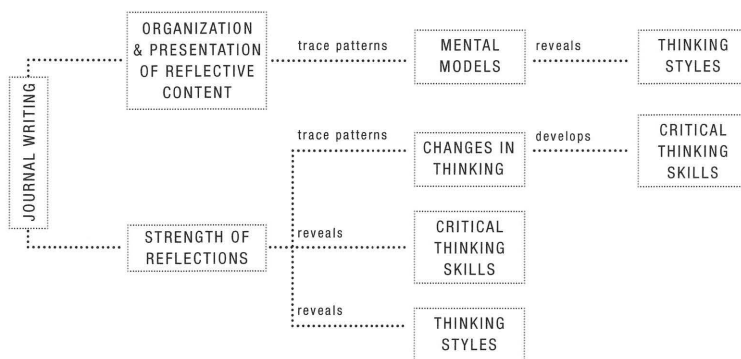 JOURNAL WRITING
ORGANIZATION
& PRESENTATION
OF REFLECTIVE
CONTENT
trace patterns
MENTAL
MODELS
reveals
THINKING
STYLES
STRENGTH OF
REFLECTIONS
trace patterns
CHANGES IN
THINKING
develops
CRITICAL
THINKING
SKILLS
reveals
CRITICAL
THINKING
SKILLS
reveals
THINKING
STYLES